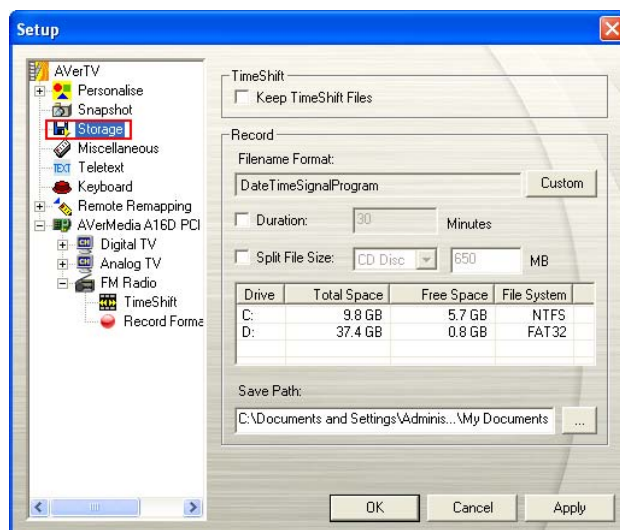 Setup
AVerTV
Personalise
Snapshot
Storage
Miscellaneous
TEXT Teletext
Keyboard
Remote Remapping
AVerMedia A16D PCI
CH Digital TV
CH Analog TV
FM Radio
TimeShift
Record Forma
TimeShift
Keep TimeShift Files
Record
Filename Format:
DateTimeSignalProgram Custom
Duration: 30 Minutes
Split File Size: CD Disc 650 MB
Drive Total Space Free Space File System
C: 9.8 GB 5.7 GB NTFS
D: 37.4 GB 0.8 GB FAT32
Save Path:
C:\Documents and Settings\Adminis...\My Documents ...
OK Cancel Apply